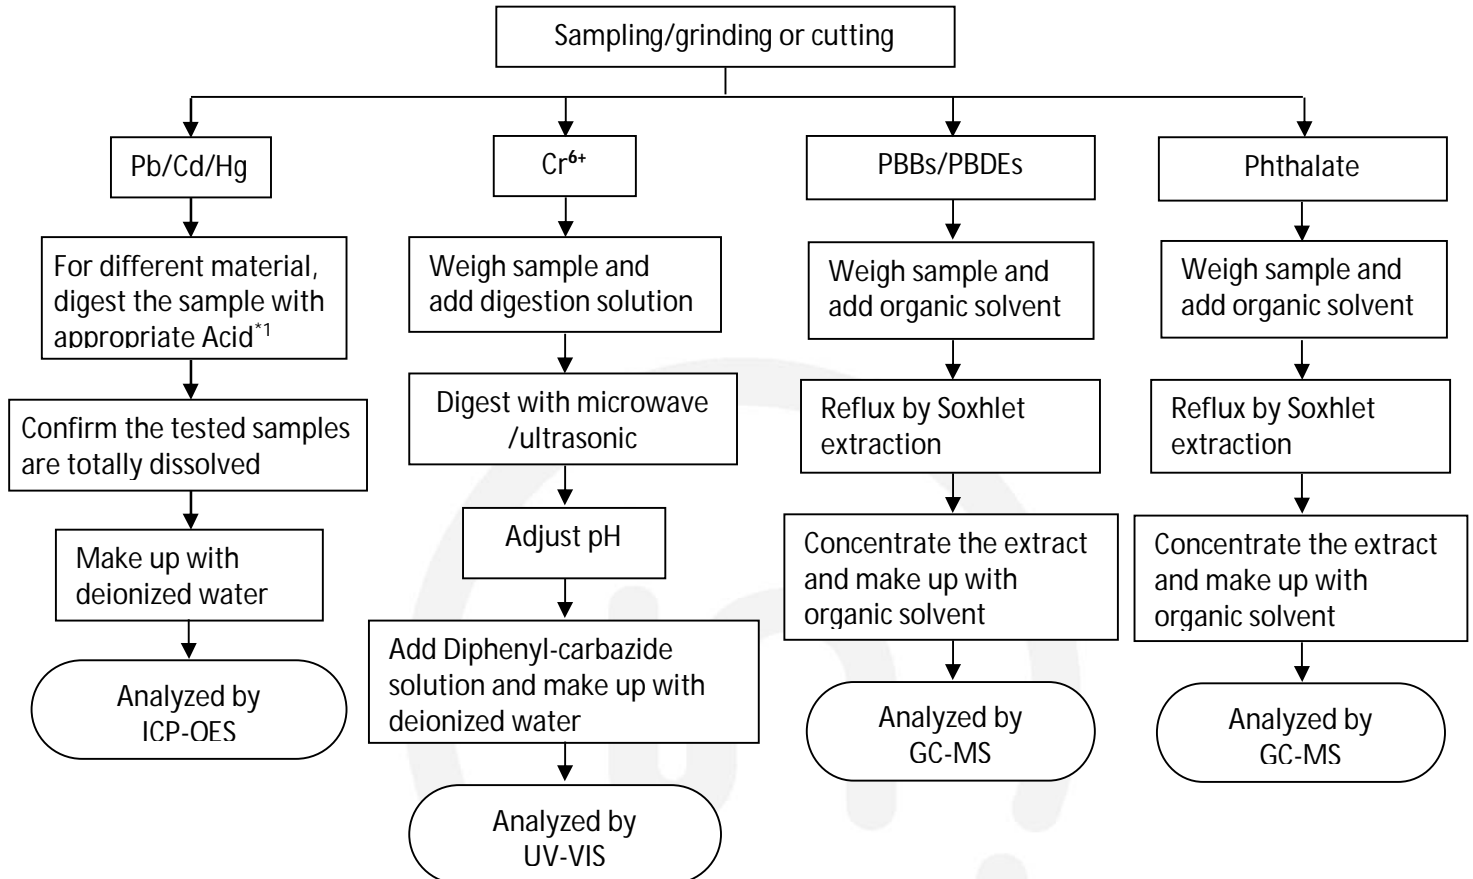 Sampling/grinding or cutting
Pb/Cd/Hg
For different material,
digest the sample with
appropriate Acid*1
Confirm the tested samples
are totally dissolved
Make up with
deionized water
Analyzed by
ICP-OES
Cr6+
Weigh sample and
add digestion solution
Digest with microwave
/ultrasonic
Adjust pH
Add Diphenyl-carbazide
solution and make up with
deionized water
Analyzed by
UV-VIS
PBBs/PBDEs
Weigh sample and
add organic solvent
Reflux by Soxhlet
extraction
Concentrate the extract
and make up with
organic solvent
Analyzed by
GC-MS
Phthalate
Weigh sample and
add organic solvent
Reflux by Soxhlet
extraction
Concentrate the extract
and make up with
organic solvent
Analyzed by
GC-MS